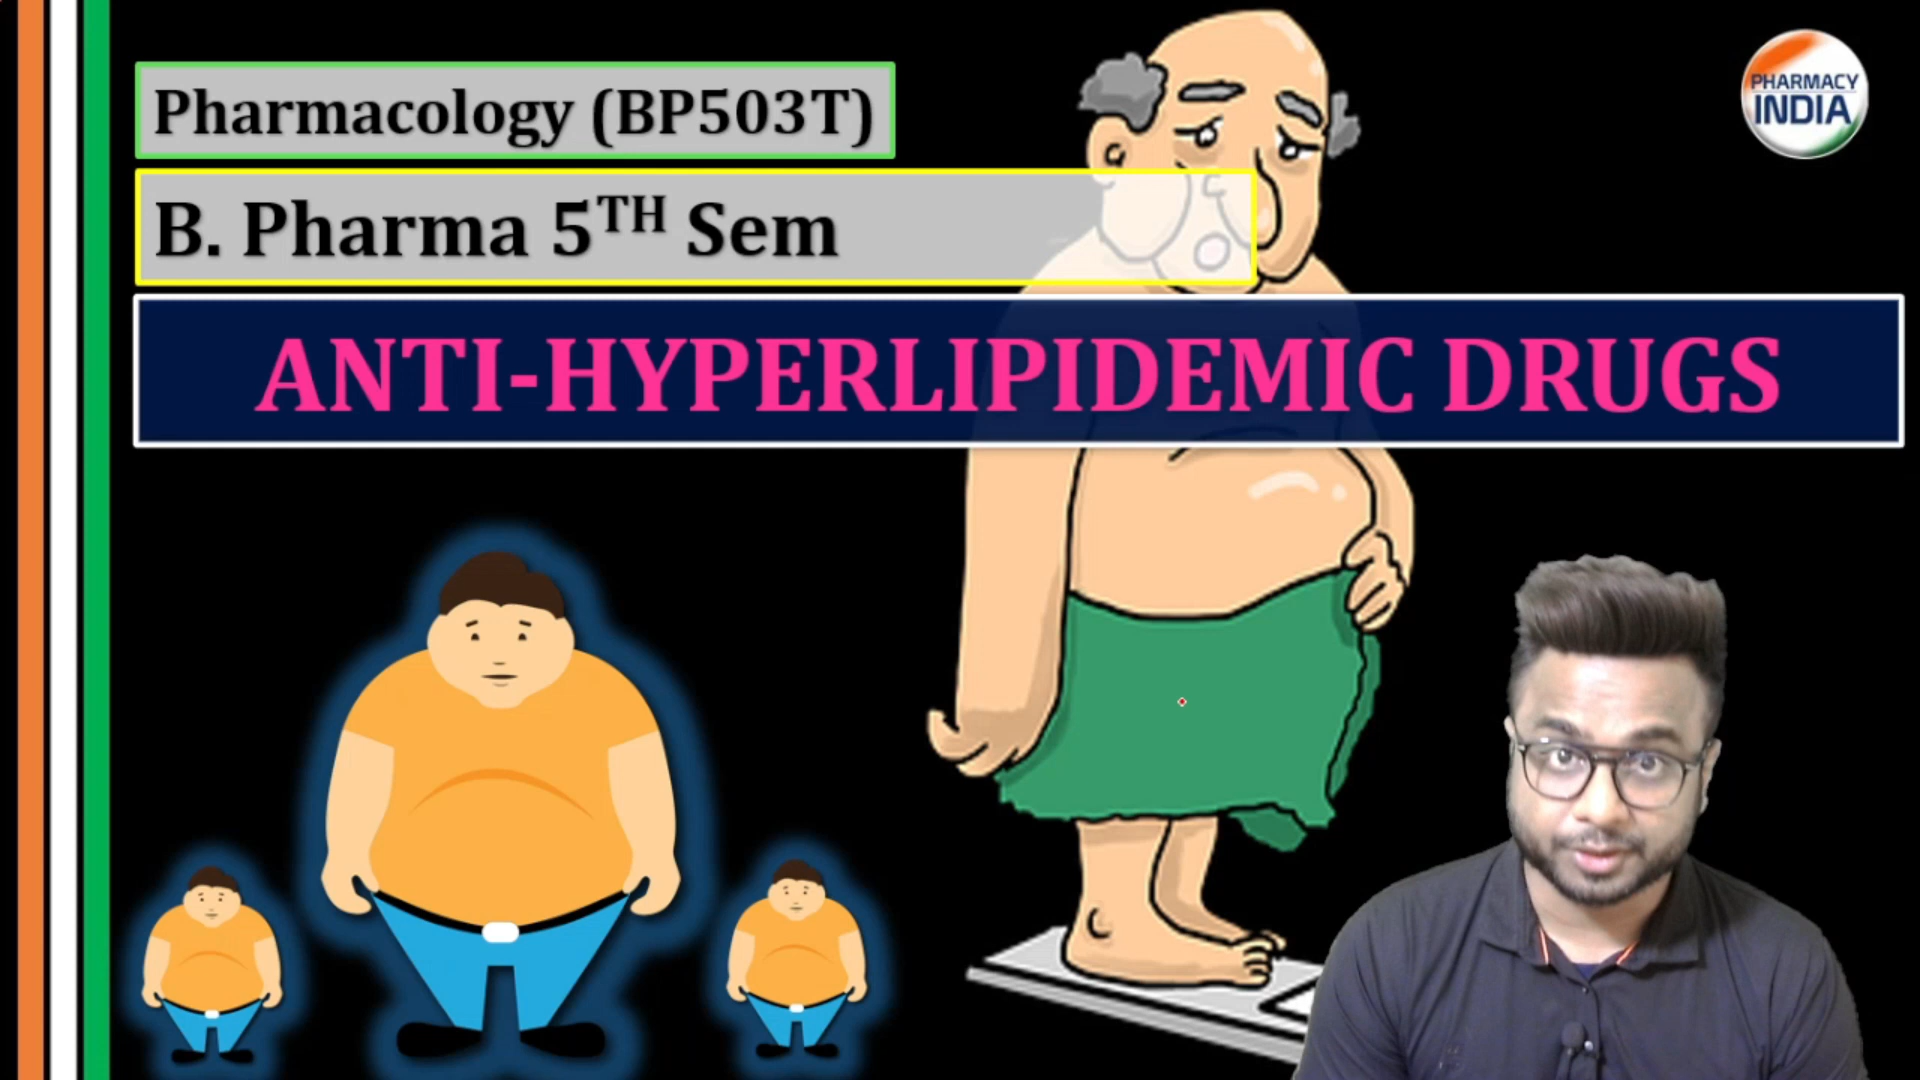 Pharmacology (BP503T)
B. Pharma 5TH Sem
ANTI-HYPERLIPIDEMIC DRUGS
PHARMACY
INDIA